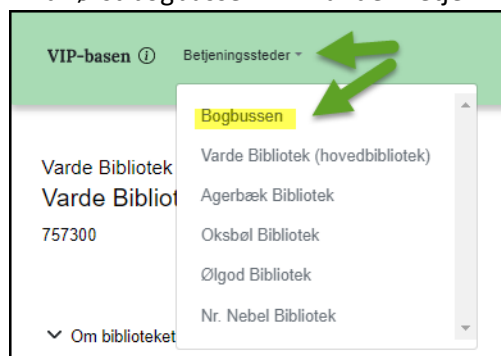 VIP-basen ⓘ Betjeningssteder
Bogbussen
Varde Bibliotek (hovedbibliotek)
Agerbæk Bibliotek
Oksbøl Bibliotek
Ølgod Bibliotek
Nr. Nebel Bibliotek
Varde Bibliotek
Varde Bibliot
757300
Om biblioteket